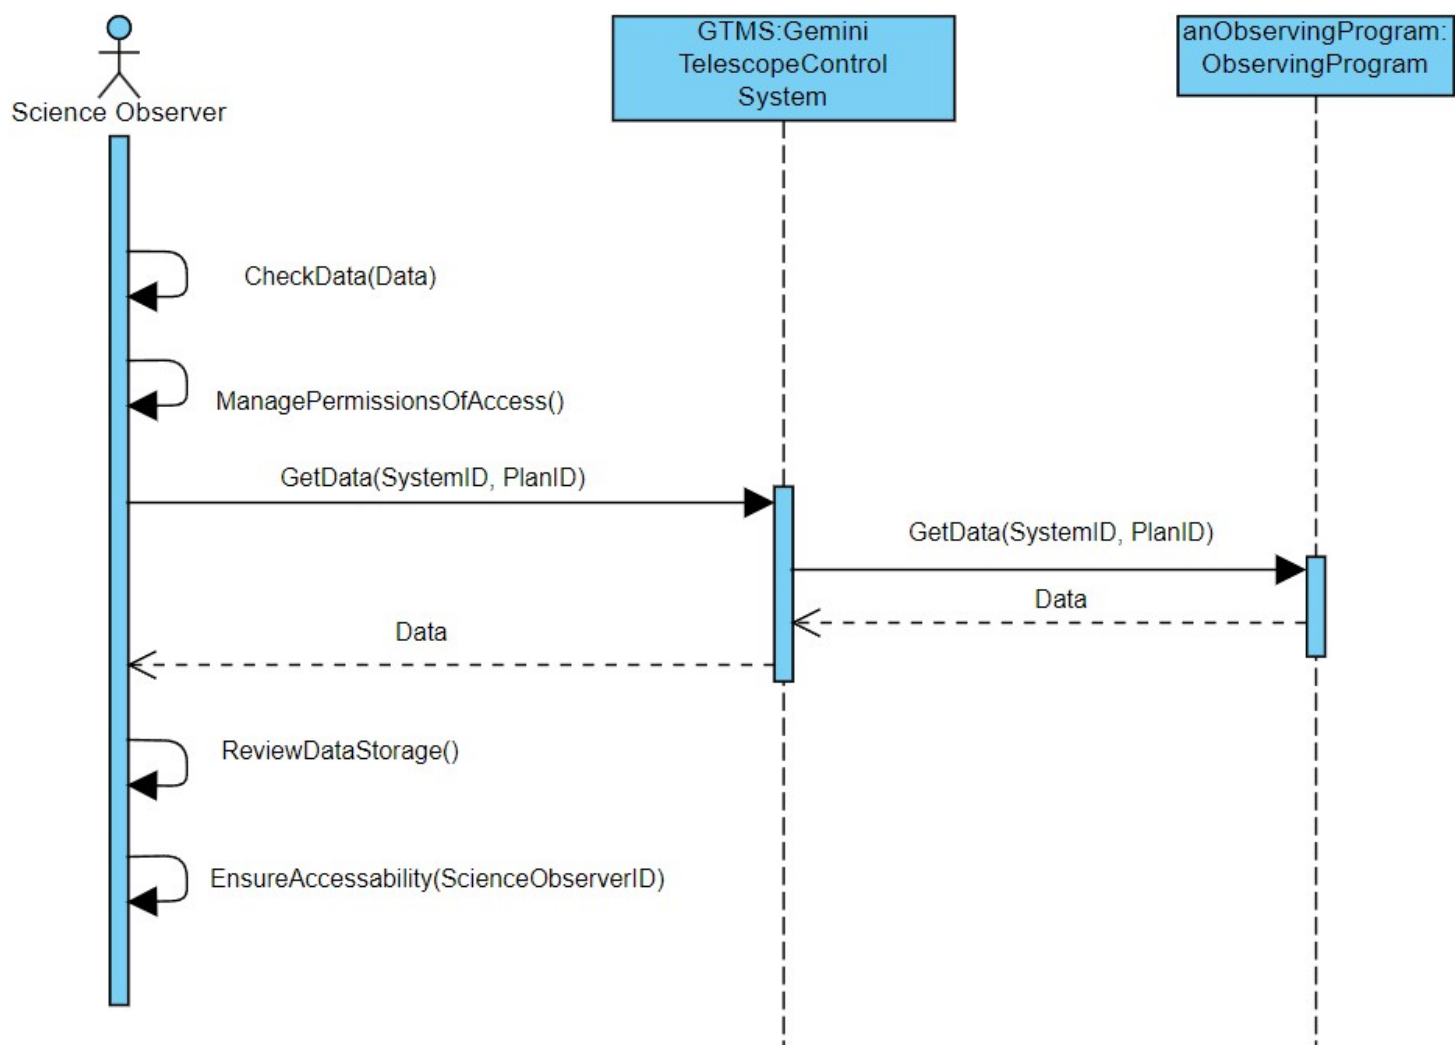 Science Observer
GTMS:Gemini
TelescopeControl
System
anObservingProgram:
ObservingProgram
CheckData(Data)
ManagePermissionsOfAccess()
GetData(SystemID, PlanID)
GetData(SystemID, PlanID)
Data
Data
ReviewDataStorage()
EnsureAccessability(ScienceObserverID)